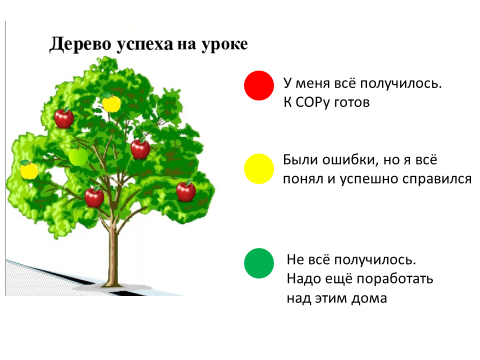 Дерево успеха на уроке
У меня всё получилось.
К СОРу готов
Были ошибки, но я всё
понял и успешно справился
Не всё получилось.
Надо ещё поработать
над этим дома